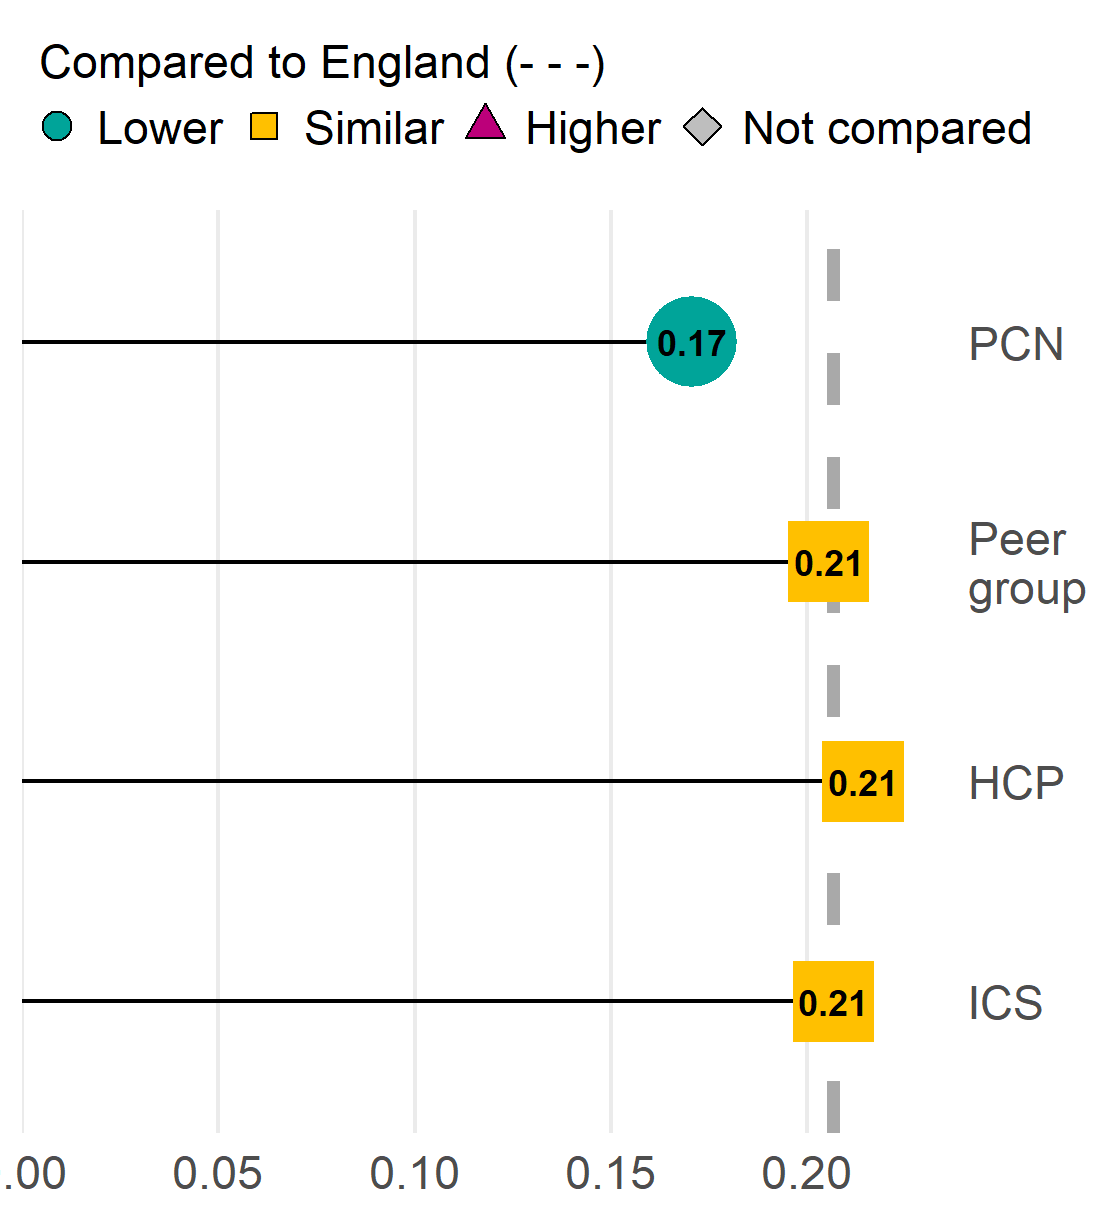 Compared to England (- - -)
Lower Similar Higher Not compared
0.17 PCN
Peer
0.21
group
0.21 HCP
0.21 ICS
.00 0.05 0.10 0.15 0.20